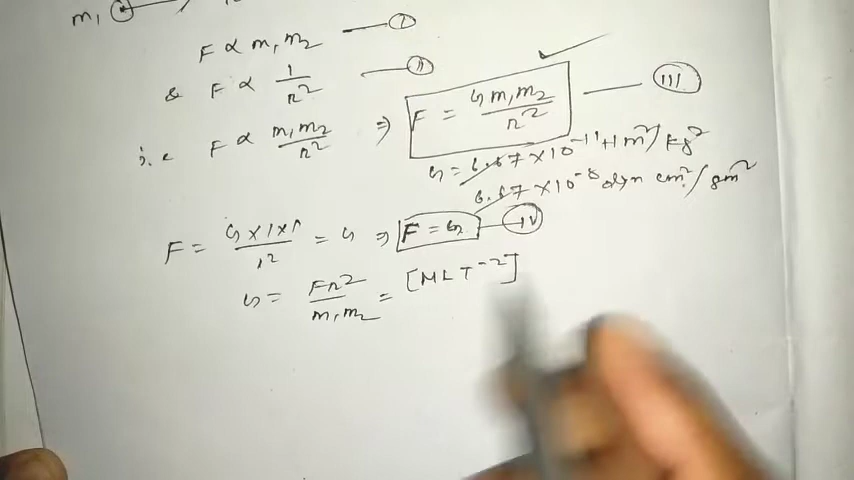 m₁
F ∝ m₁m₂ — I
& F ∝ 1/r² — II
i.e F ∝ m₁m₂/r² ⇒ F = G m₁m₂/r² — III
G = 6.67 × 10⁻¹¹ Nm²/Kg²
6.67 × 10⁻⁸ dyn cm²/gm²
F = G×1×1/1² = G ⇒ F = G — IV
G = Fr²/m₁m₂ = [MLT⁻²]